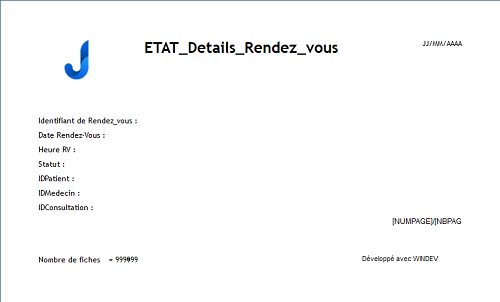 ETAT_Details_Rendez_vous
JJ/MM/AAAA
Identifiant de Rendez_vous :
Date Rendez-Vous :
Heure RV :
Statut :
IDPatient :
IDMedecin :
IDConsultation :
[NUMPAGE]/[NBPAG
Nombre de fiches = 999999
Développé avec WINDEV